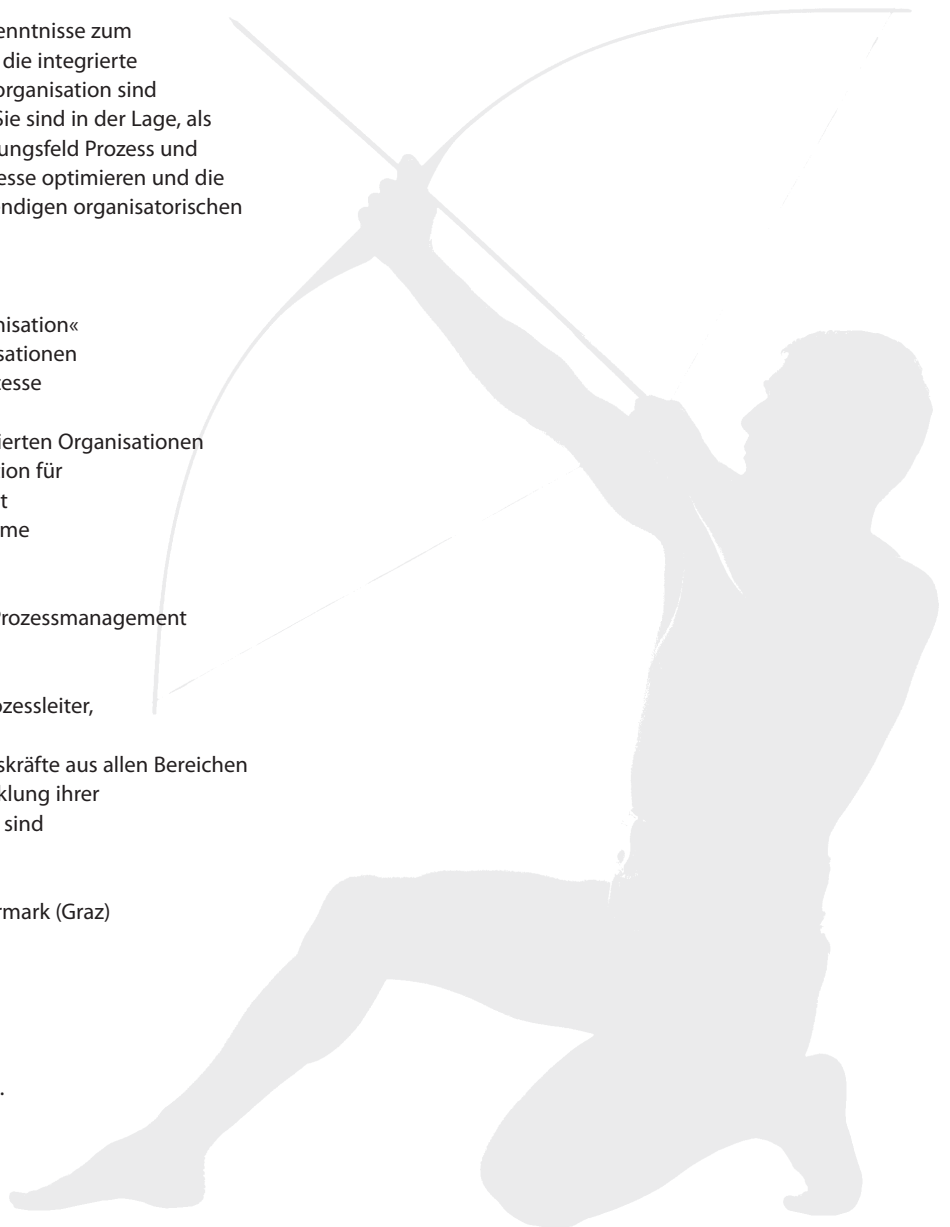 enntnisse zum
die integrierte
organisation sind
Sie sind in der Lage, als
ungsfeld Prozess und
esse optimieren und die
ndigen organisatorischen
nisation«
sationen
esse
ierten Organisationen
ion für
t
me
Prozessmanagement
ozessleiter,
skräfte aus allen Bereichen
klung ihrer
sind
rmark (Graz)
.